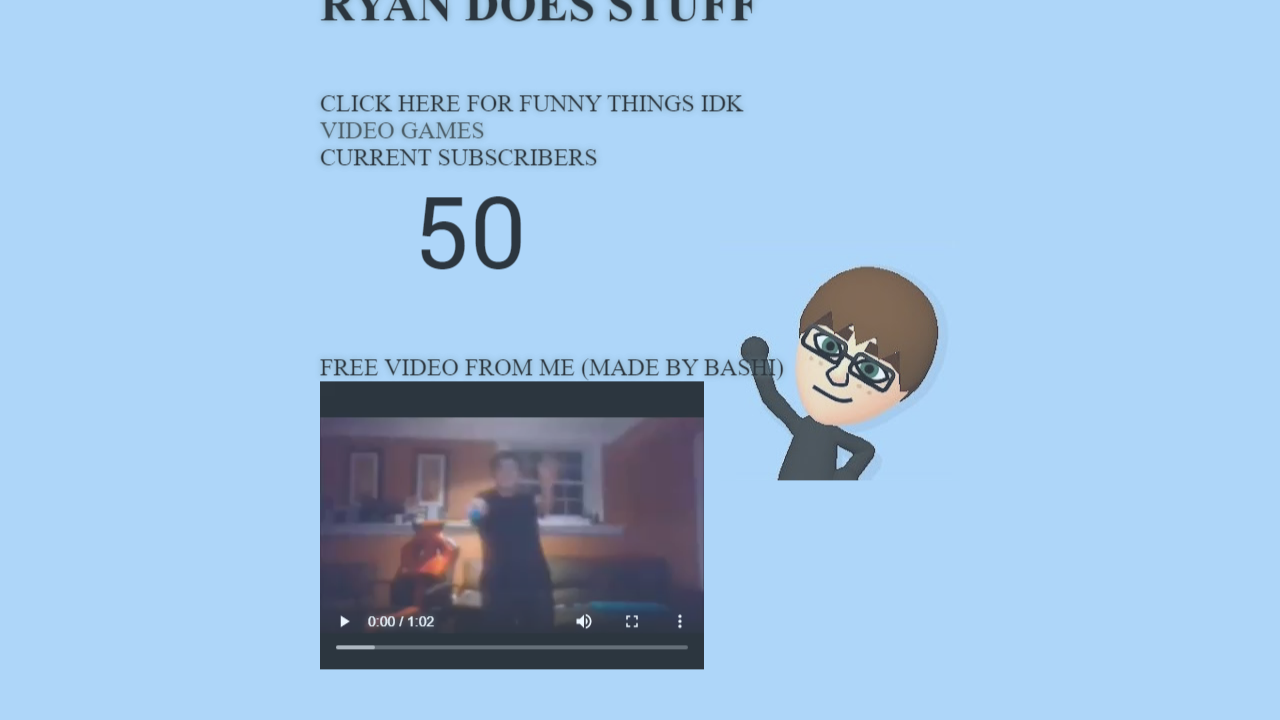 RYAN DOES STUFF
CLICK HERE FOR FUNNY THINGS IDK
VIDEO GAMES
CURRENT SUBSCRIBERS
50
FREE VIDEO FROM ME (MADE BY BASHI)
0:00 / 1:02